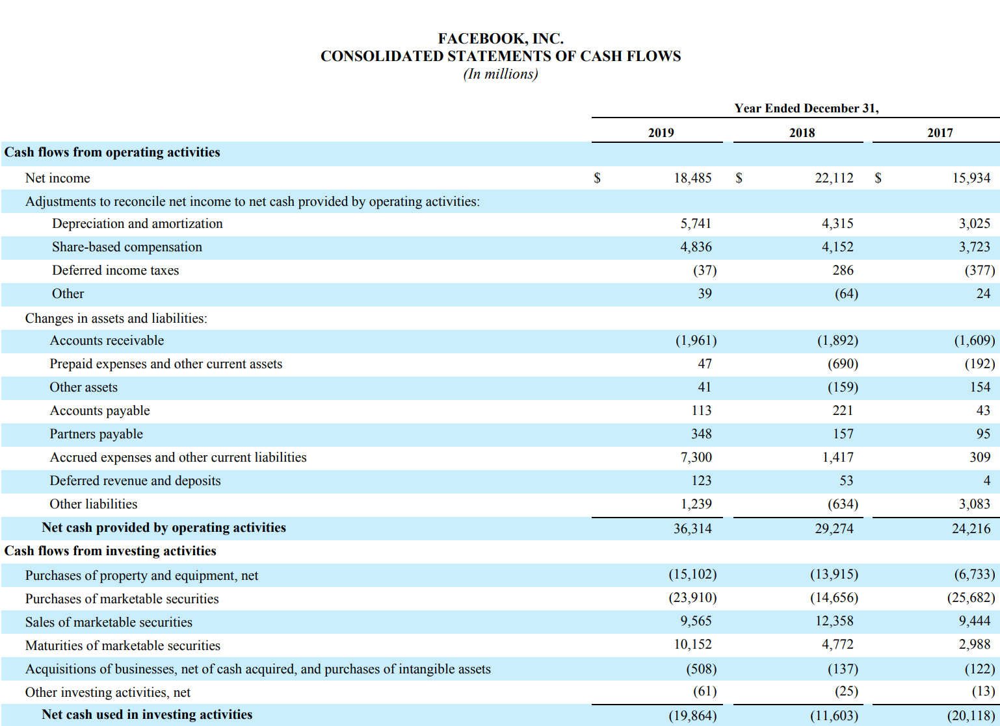 FACEBOOK, INC.
CONSOLIDATED STATEMENTS OF CASH FLOWS
(In millions)
Year Ended December 31,
2019 2018 2017
Cash flows from operating activities
Net income $ 18,485 $ 22,112 $ 15,934
Adjustments to reconcile net income to net cash provided by operating activities:
Depreciation and amortization 5,741 4,315 3,025
Share-based compensation 4,836 4,152 3,723
Deferred income taxes (37) 286 (377)
Other 39 (64) 24
Changes in assets and liabilities:
Accounts receivable (1,961) (1,892) (1,609)
Prepaid expenses and other current assets 47 (690) (192)
Other assets 41 (159) 154
Accounts payable 113 221 43
Partners payable 348 157 95
Accrued expenses and other current liabilities 7,300 1,417 309
Deferred revenue and deposits 123 53 4
Other liabilities 1,239 (634) 3,083
Net cash provided by operating activities 36,314 29,274 24,216
Cash flows from investing activities
Purchases of property and equipment, net (15,102) (13,915) (6,733)
Purchases of marketable securities (23,910) (14,656) (25,682)
Sales of marketable securities 9,565 12,358 9,444
Maturities of marketable securities 10,152 4,772 2,988
Acquisitions of businesses, net of cash acquired, and purchases of intangible assets (508) (137) (122)
Other investing activities, net (61) (25) (13)
Net cash used in investing activities (19,864) (11,603) (20,118)